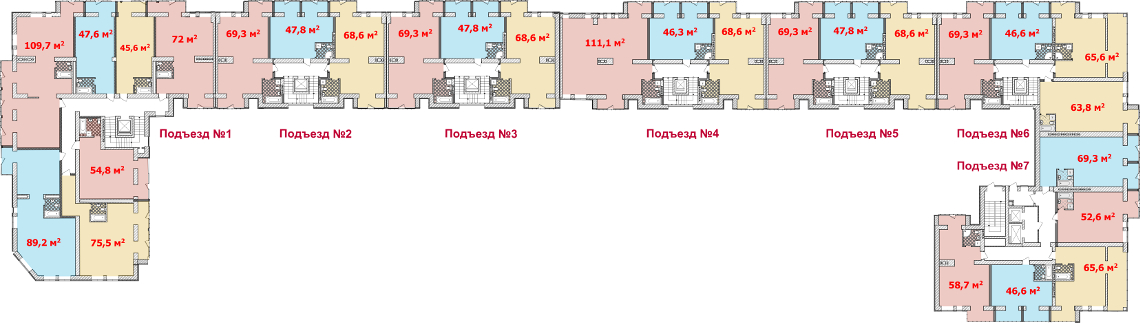 109,7 м²
47,6 м²
45,6 м²
72 м²
69,3 м²
47,8 м²
68,6 м²
69,3 м²
47,8 м²
68,6 м²
111,1 м²
46,3 м²
68,6 м²
69,3 м²
47,8 м²
68,6 м²
69,3 м²
46,6 м²
65,6 м²
63,8 м²
Подъезд №1
Подъезд №2
Подъезд №3
Подъезд №4
Подъезд №5
Подъезд №6
69,3 м²
Подъезд №7
54,8 м²
52,6 м²
89,2 м²
75,5 м²
65,6 м²
58,7 м²
46,6 м²